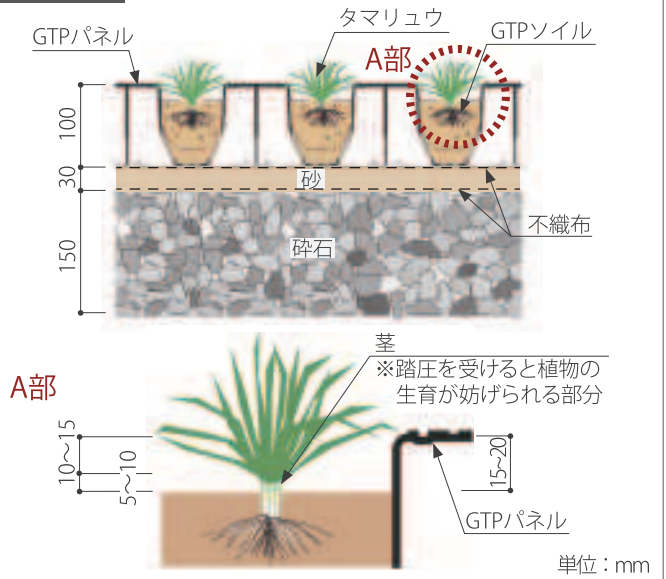 GTPパネル
タマリュウ
GTPソイル
A部
100
30
150
砂
不織布
砕石
A部
茎
※踏圧を受けると植物の
生育が妨げられる部分
10〜15
5〜10
15~20
GTPパネル
単位：mm